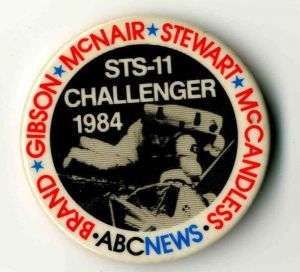 BRAND★GIBSON★McNAIR★STEWART★McCANDLESS
STS-11
CHALLENGER
1984
•ABCNEWS•